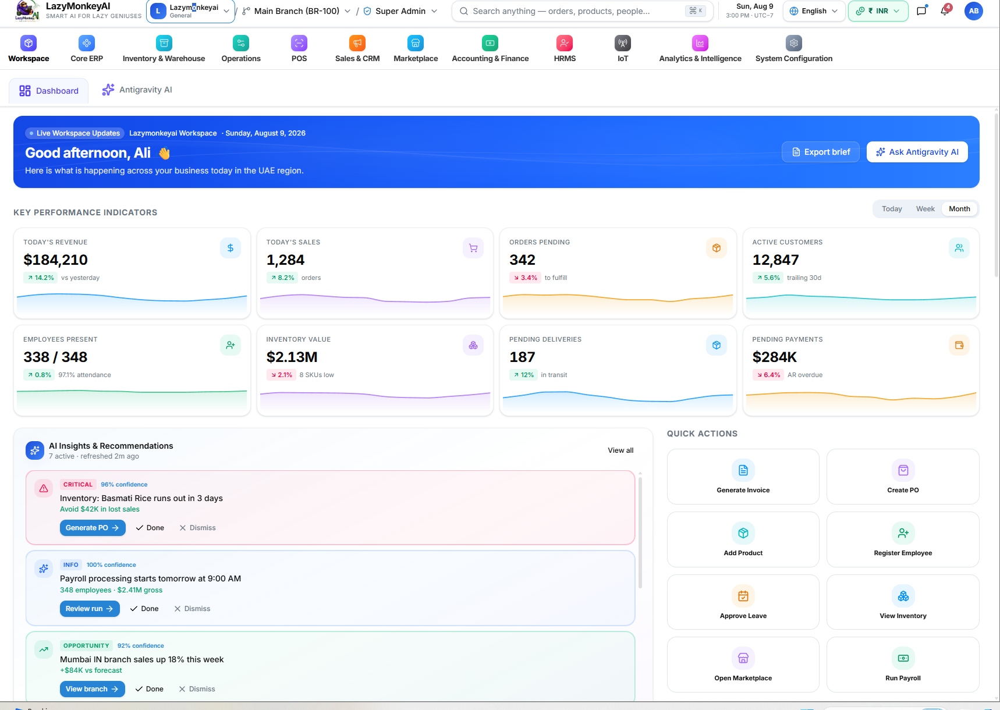 LazyMonkeyAI
SMART AI FOR LAZY GENIUSES
L
Lazymonkeyai
General
/
Main Branch (BR-100)
/
Super Admin
Search anything — orders, products, people...
⌘ K
Sun, Aug 9
3:00 PM · UTC-7
English
₹ INR
4
AB
Workspace
Core ERP
Inventory & Warehouse
Operations
POS
Sales & CRM
Marketplace
Accounting & Finance
HRMS
IoT
Analytics & Intelligence
System Configuration
Dashboard
Antigravity AI
Live Workspace Updates
Lazymonkeyai Workspace · Sunday, August 9, 2026
Good afternoon, Ali 👋
Here is what is happening across your business today in the UAE region.
Export brief
Ask Antigravity AI
KEY PERFORMANCE INDICATORS
Today
Week
Month
TODAY'S REVENUE
$184,210
14.2% vs yesterday
TODAY'S SALES
1,284
8.2% orders
ORDERS PENDING
342
3.4% to fulfill
ACTIVE CUSTOMERS
12,847
5.6% trailing 30d
EMPLOYEES PRESENT
338 / 348
0.8% 97.1% attendance
INVENTORY VALUE
$2.13M
2.1% 8 SKUs low
PENDING DELIVERIES
187
12% in transit
PENDING PAYMENTS
$284K
6.4% AR overdue
AI Insights & Recommendations
7 active · refreshed 2m ago
View all
CRITICAL 96% confidence
Inventory: Basmati Rice runs out in 3 days
Avoid $42K in lost sales
Generate PO
Done
Dismiss
INFO 100% confidence
Payroll processing starts tomorrow at 9:00 AM
348 employees · $2.41M gross
Review run
Done
Dismiss
OPPORTUNITY 92% confidence
Mumbai IN branch sales up 18% this week
+$84K vs forecast
View branch
Done
Dismiss
QUICK ACTIONS
Generate Invoice
Create PO
Add Product
Register Employee
Approve Leave
View Inventory
Open Marketplace
Run Payroll